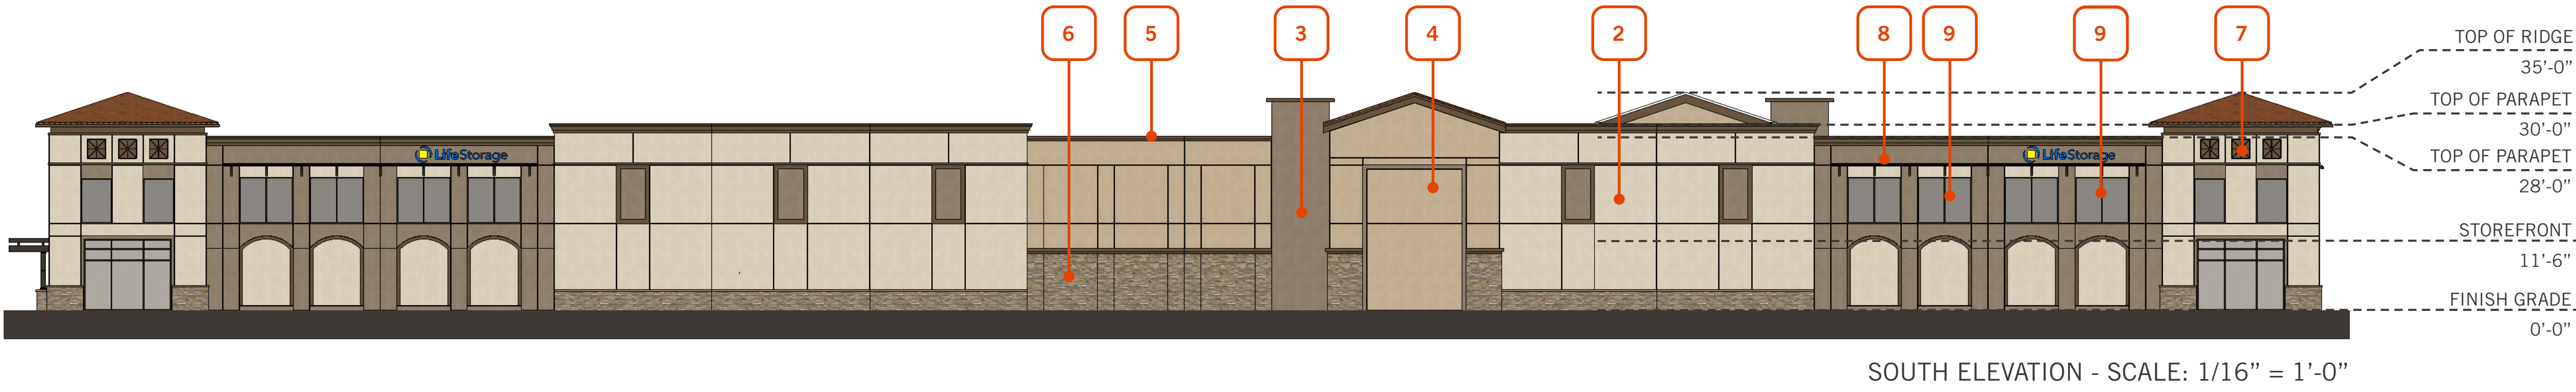 6 5 3 4 2 8 9 9 7
TOP OF RIDGE
35'-0"
TOP OF PARAPET
30'-0"
TOP OF PARAPET
28'-0"
LifeStorage LifeStorage
STOREFRONT
11'-6"
FINISH GRADE
0'-0"
SOUTH ELEVATION - SCALE: 1/16" = 1'-0"